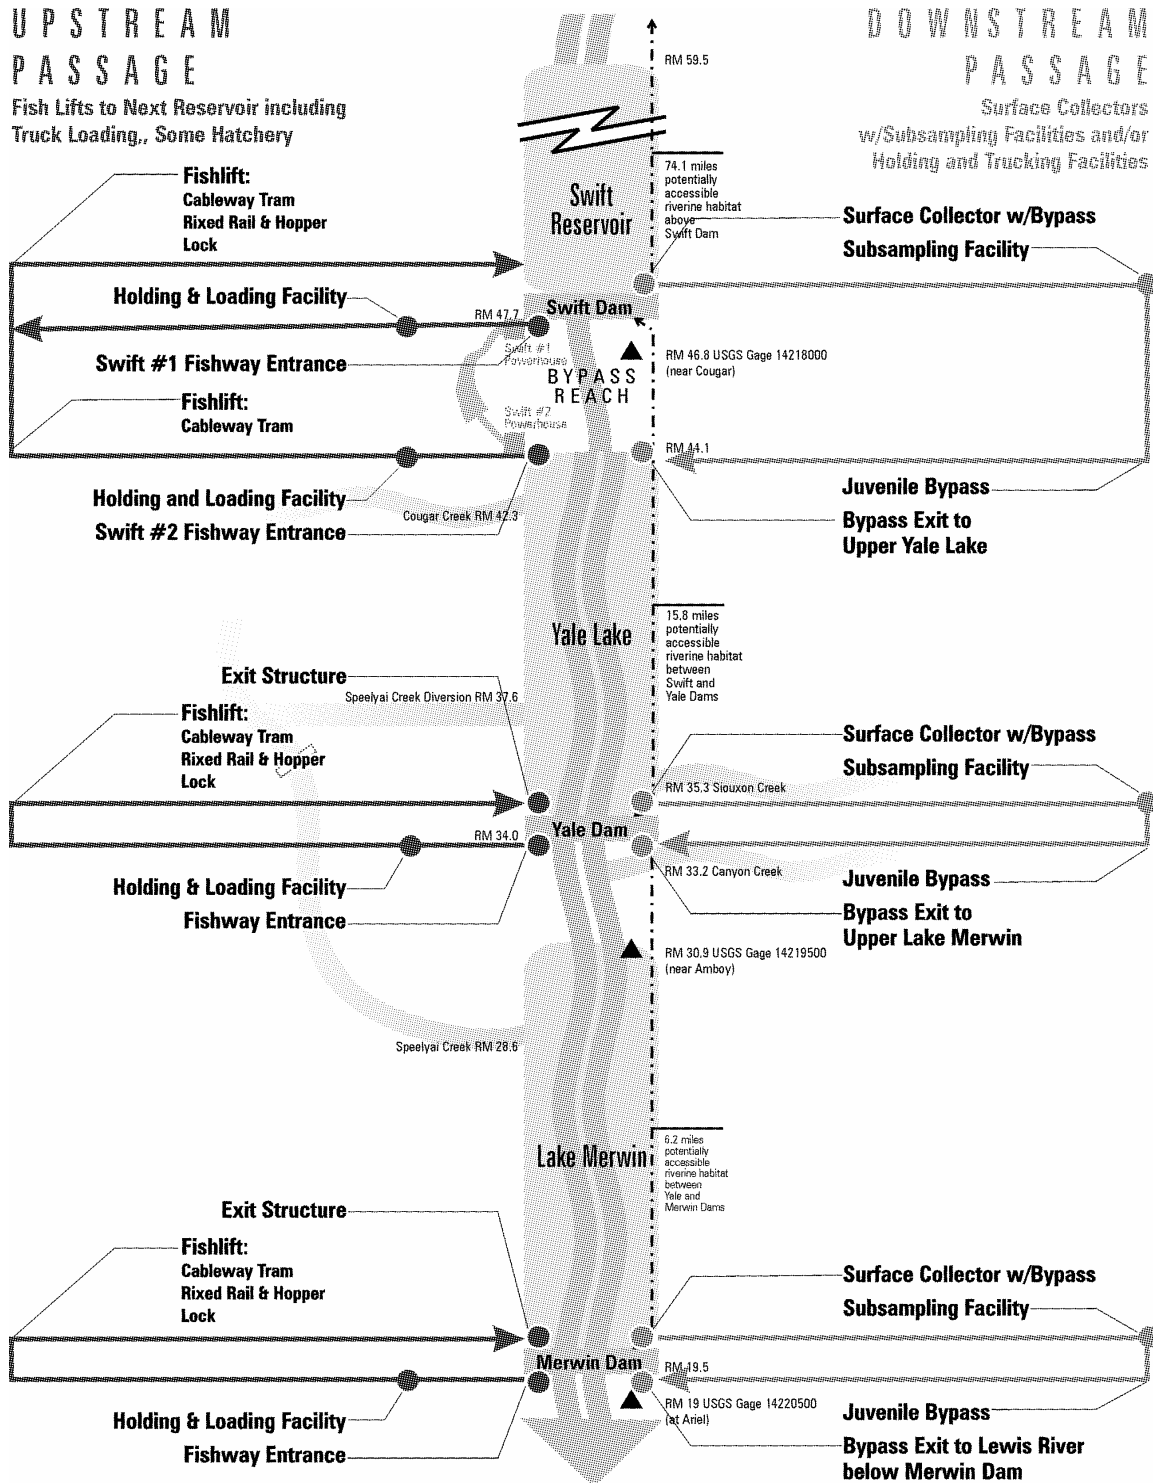 UPSTREAM
PASSAGE
Fish Lifts to Next Reservoir including
Truck Loading,, Some Hatchery
DOWNSTREAM
PASSAGE
Surface Collectors
w/Subsampling Facilities and/or
Holding and Trucking Facilities
RM 59.5
74.1 miles
potentially
accessible
riverine habitat
above
Swift Dam
Swift
Reservoir
Fishlift:
Cableway Tram
Rixed Rail & Hopper
Lock
Surface Collector w/Bypass
Subsampling Facility
Holding & Loading Facility
RM 47.7
Swift Dam
Swift #1 Fishway Entrance
Swift #1
Powerhouse
BYPASS
REACH
RM 46.8 USGS Gage 14218000
(near Cougar)
Fishlift:
Cableway Tram
Swift #2
Powerhouse
RM 44.1
Holding and Loading Facility
Cougar Creek RM 42.3
Swift #2 Fishway Entrance
Juvenile Bypass
Bypass Exit to
Upper Yale Lake
Yale Lake
15.8 miles
potentially
accessible
riverine habitat
between
Swift and
Yale Dams
Exit Structure
Speelyai Creek Diversion RM 37.6
Fishlift:
Cableway Tram
Rixed Rail & Hopper
Lock
Surface Collector w/Bypass
Subsampling Facility
RM 35.3 Siouxon Creek
Yale Dam
RM 34.0
Holding & Loading Facility
Fishway Entrance
RM 33.2 Canyon Creek
Juvenile Bypass
Bypass Exit to
Upper Lake Merwin
RM 30.9 USGS Gage 14219500
(near Amboy)
Speelyai Creek RM 28.6
Lake Merwin
6.2 miles
potentially
accessible
riverine habitat
between
Yele and
Merwin Dams
Exit Structure
Fishlift:
Cableway Tram
Rixed Rail & Hopper
Lock
Surface Collector w/Bypass
Subsampling Facility
Merwin Dam
RM 19.5
RM 19 USGS Gage 14220500
(at Ariel)
Holding & Loading Facility
Fishway Entrance
Juvenile Bypass
Bypass Exit to Lewis River
below Merwin Dam